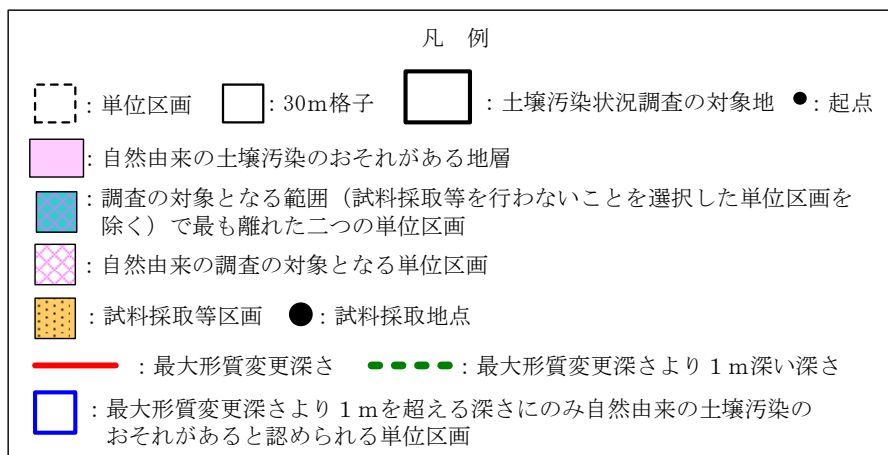 凡　例
：単位区画　：30m格子　：土壌汚染状況調査の対象地　：起点
：自然由来の土壌汚染のおそれがある地層
：調査の対象となる範囲（試料採取等を行わないことを選択した単位区画を
除く）で最も離れた二つの単位区画
：自然由来の調査の対象となる単位区画
：試料採取等区画　：試料採取地点
：最大形質変更深さ　：最大形質変更深さより１ｍ深い深さ
：最大形質変更深さより１ｍを超える深さにのみ自然由来の土壌汚染の
おそれがあると認められる単位区画